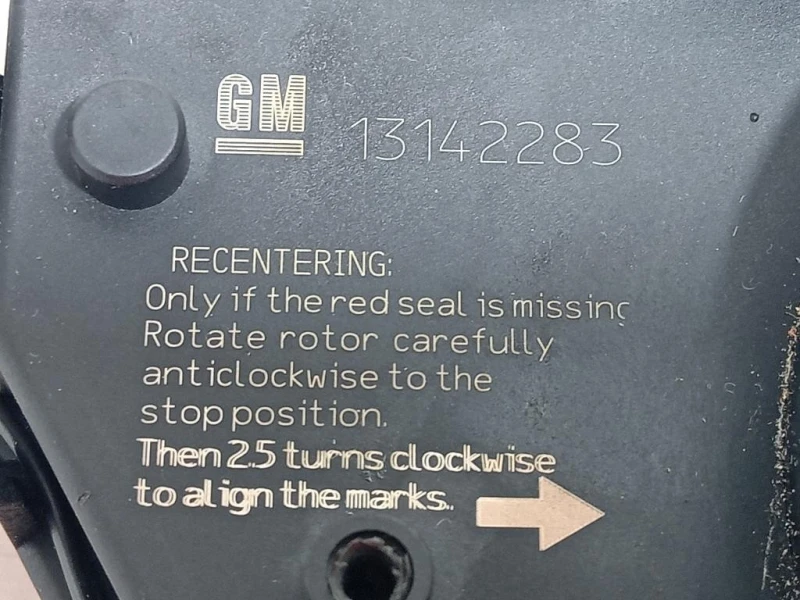 GM 13142283
RECENTERING:
Only if the red seal is missing
Rotate rotor carefully
anticlockwise to the
stop position.
Then 2.5 turns clockwise
to align the marks.